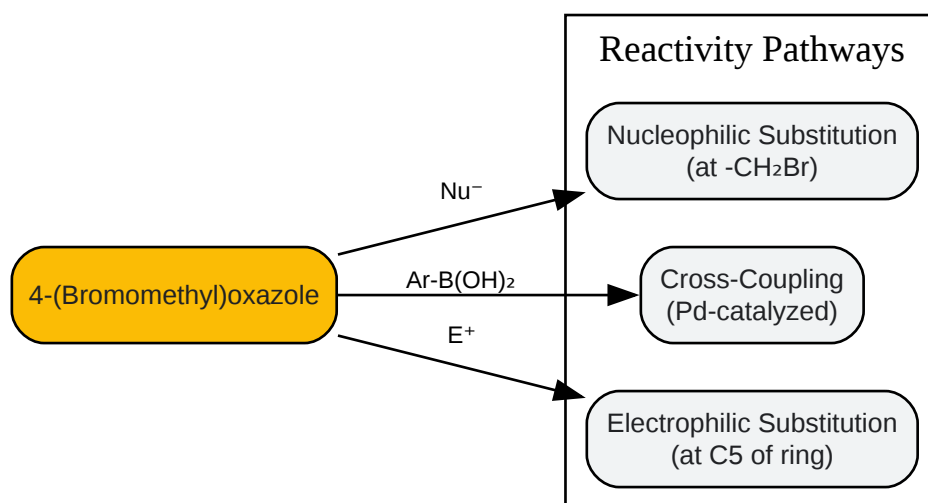 Reactivity Pathways
Nucleophilic Substitution
(at -CH₂Br)
Nu⁻
4-(Bromomethyl)oxazole
Ar-B(OH)₂
Cross-Coupling
(Pd-catalyzed)
E⁺
Electrophilic Substitution
(at C5 of ring)